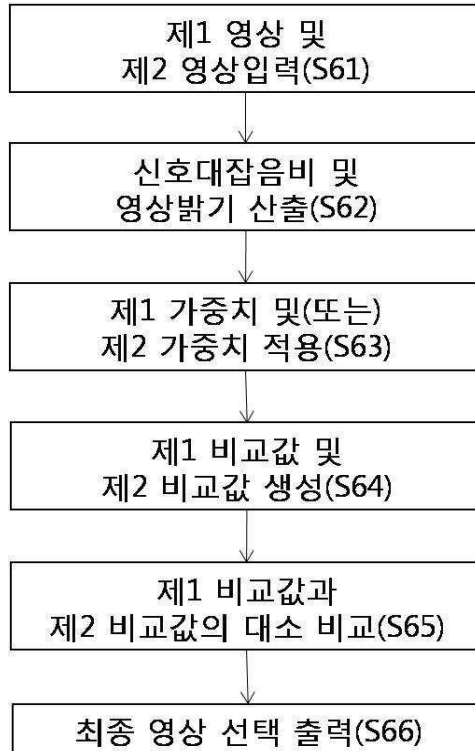 제1 영상 및
제2 영상입력(S61)
신호대잡음비 및
영상밝기 산출(S62)
제1 가중치 및(또는)
제2 가중치 적용(S63)
제1 비교값 및
제2 비교값 생성(S64)
제1 비교값과
제2 비교값의 대소 비교(S65)
최종 영상 선택 출력(S66)